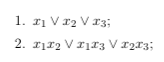 1. x₁ ∨ x₂ ∨ x₃;
2. x₁x₂ ∨ x₁x₃ ∨ x₂x₃;